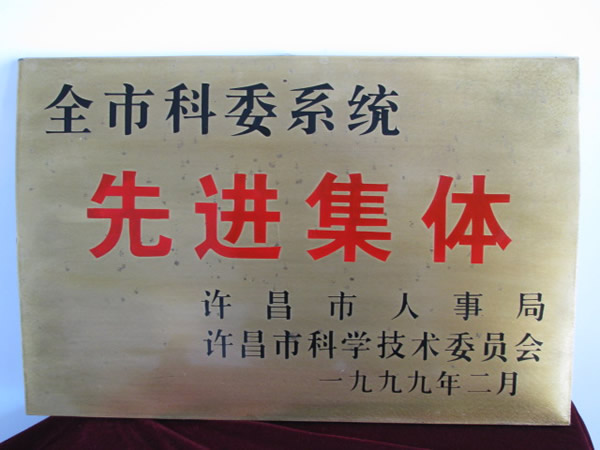 全市科委系统
先进集体
许昌市人事局
许昌市科学技术委员会
一九九九年二月